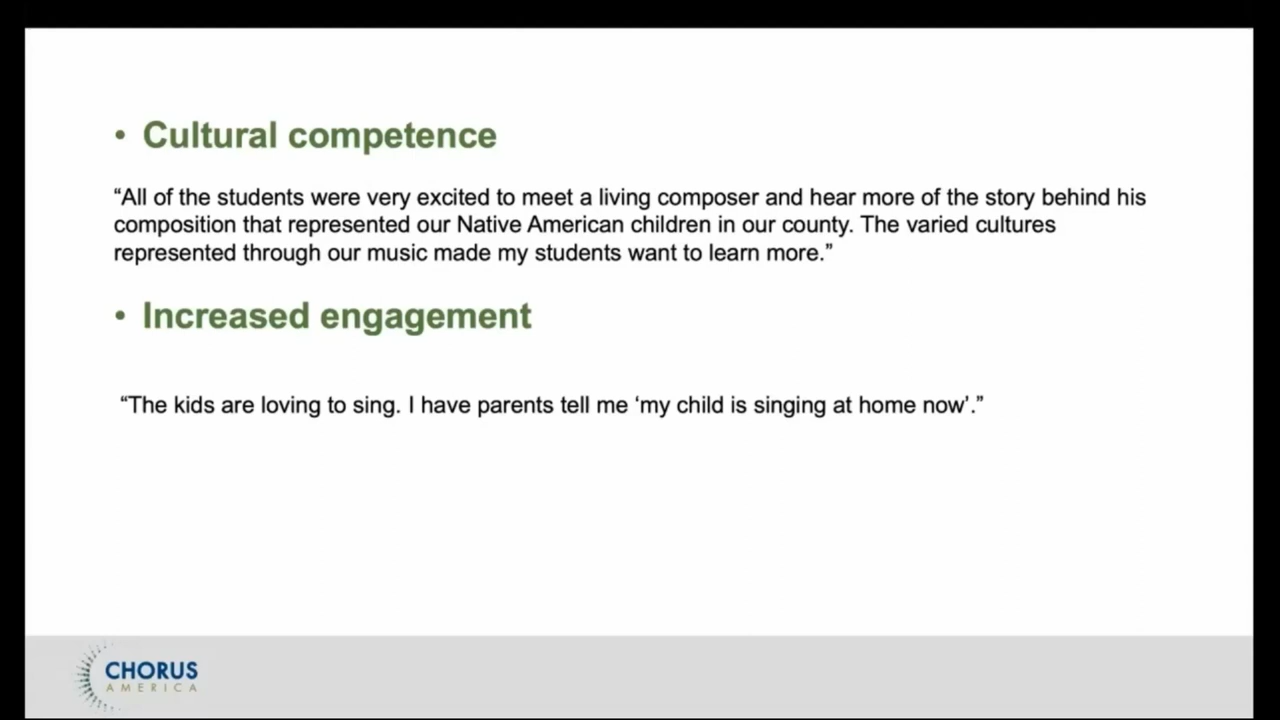 • Cultural competence
“All of the students were very excited to meet a living composer and hear more of the story behind his
composition that represented our Native American children in our county. The varied cultures
represented through our music made my students want to learn more.”
• Increased engagement
“The kids are loving to sing. I have parents tell me ‘my child is singing at home now’.”
CHORUS
AMERICA